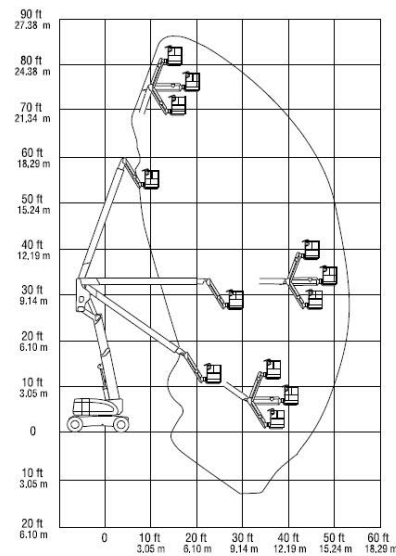 90 ft
27,38 m
80 ft
24,38 m
70 ft
21,34 m
60 ft
18,29 m
50 ft
15,24 m
40 ft
12,19 m
30 ft
9,14 m
20 ft
6,10 m
10 ft
3,05 m
0
10 ft
3,05 m
20 ft
6,10 m
0 10 ft 20 ft 30 ft 40 ft 50 ft 60 ft
3,05 m 6,10 m 9,14 m 12,19 m 15,24 m 18,29 m